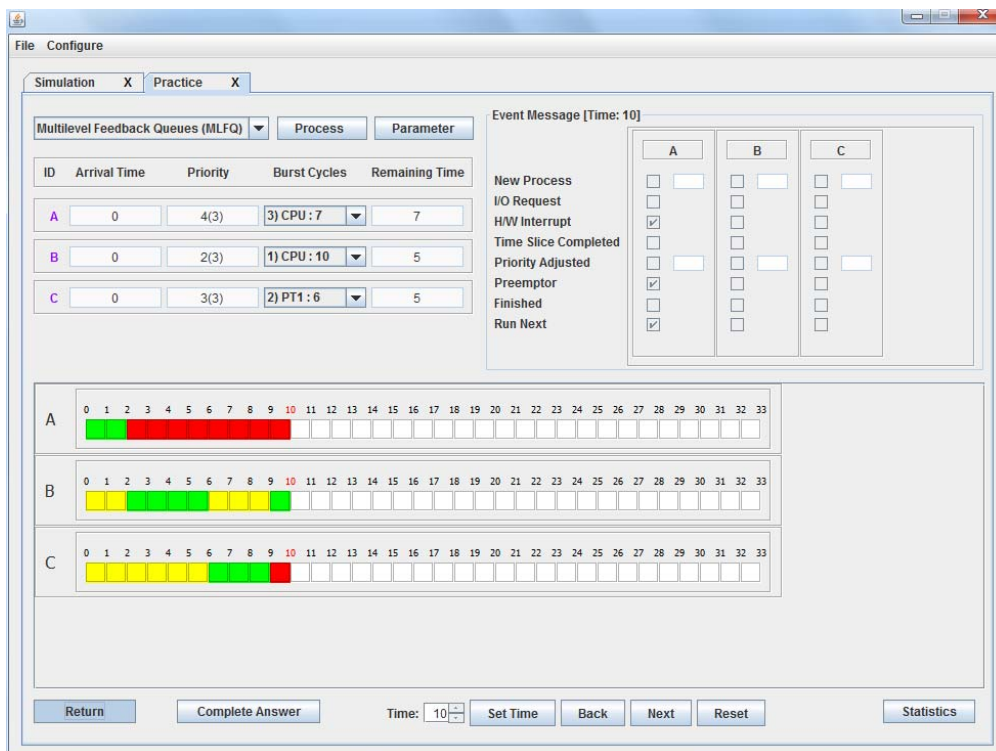 File Configure
Simulation X Practice X
Multilevel Feedback Queues (MLFQ) Process Parameter
ID Arrival Time Priority Burst Cycles Remaining Time
A 0 4(3) 3) CPU : 7 7
B 0 2(3) 1) CPU : 10 5
C 0 3(3) 2) PT1 : 6 5
Event Message [Time: 10]
A B C
New Process
I/O Request
H/W Interrupt
Time Slice Completed
Priority Adjusted
Preemptor
Finished
Run Next
A
0 1 2 3 4 5 6 7 8 9 10 11 12 13 14 15 16 17 18 19 20 21 22 23 24 25 26 27 28 29 30 31 32 33
B
0 1 2 3 4 5 6 7 8 9 10 11 12 13 14 15 16 17 18 19 20 21 22 23 24 25 26 27 28 29 30 31 32 33
C
0 1 2 3 4 5 6 7 8 9 10 11 12 13 14 15 16 17 18 19 20 21 22 23 24 25 26 27 28 29 30 31 32 33
Return Complete Answer Time: 10 Set Time Back Next Reset Statistics